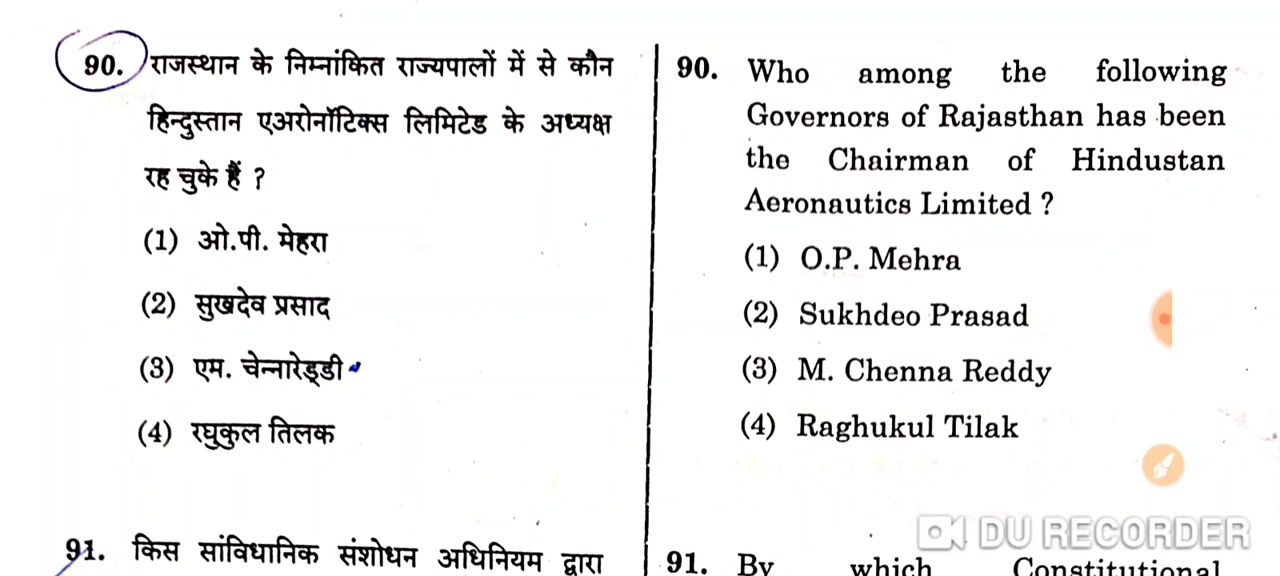 90. राजस्थान के निम्नांकित राज्यपालों में से कौन
हिन्दुस्तान एअरोनॉटिक्स लिमिटेड के अध्यक्ष
रह चुके हैं ?
(1) ओ.पी. मेहरा
(2) सुखदेव प्रसाद
(3) एम. चेन्नारेड्डी
(4) रघुकुल तिलक
91. किस सांविधानिक संशोधन अधिनियम द्वारा
90. Who among the following
Governors of Rajasthan has been
the Chairman of Hindustan
Aeronautics Limited ?
(1) O.P. Mehra
(2) Sukhdeo Prasad
(3) M. Chenna Reddy
(4) Raghukul Tilak
91. By which Constitutional
DU RECORDER